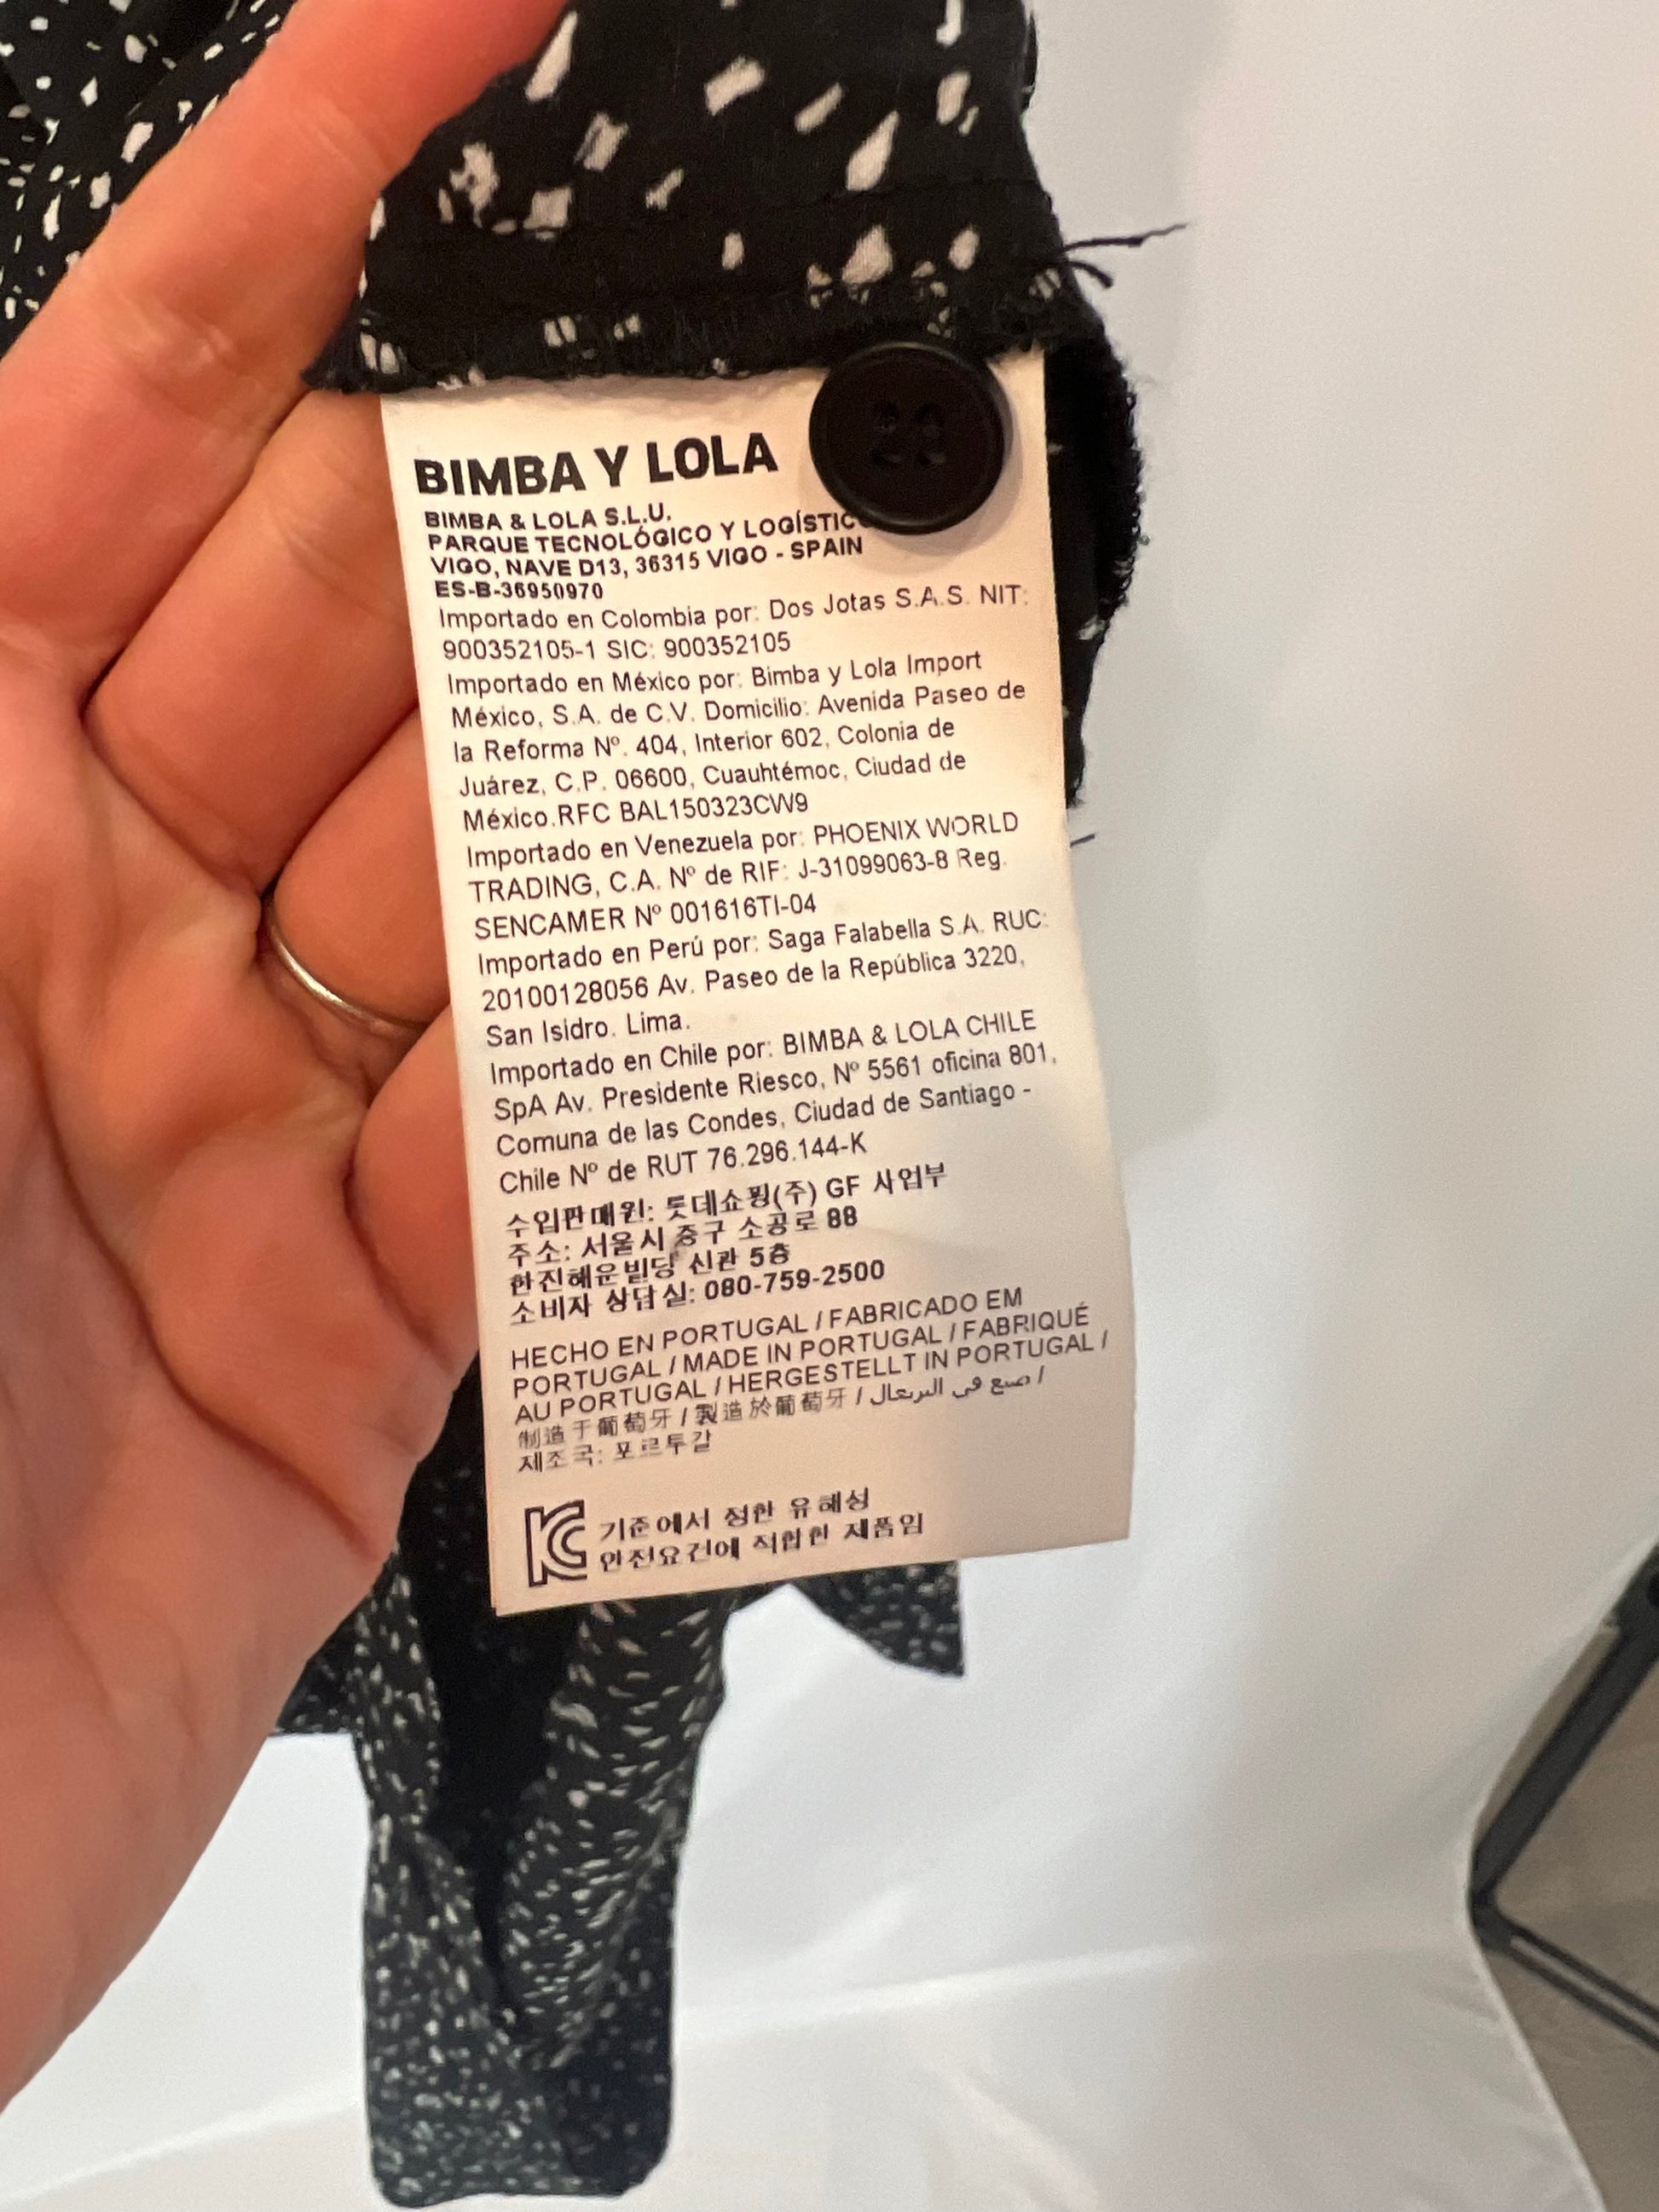 BIMBA Y LOLA
BIMBA & LOLA S.L.U.
PARQUE TECNOLÓGICO Y LOGÍSTIC
VIGO, NAVE D13, 36315 VIGO - SPAIN
ES-B-36950970
Importado en Colombia por: Dos Jotas S.A.S. NIT:
900352105-1 SIC: 900352105
Importado en México por: Bimba y Lola Import
México, S.A. de C.V. Domicilio: Avenida Paseo de
la Reforma Nº. 404, Interior 602, Colonia de
Juárez, C.P. 06600, Cuauhtémoc, Ciudad de
México.RFC BAL150323CW9
Importado en Venezuela por: PHOENIX WORLD
TRADING, C.A. Nº de RIF: J-31099063-8 Reg.
SENCAMER Nº 001616TI-04
Importado en Perú por: Saga Falabella S.A. RUC:
20100128056 Av. Paseo de la República 3220,
San Isidro. Lima.
Importado en Chile por: BIMBA & LOLA CHILE
SpA Av. Presidente Riesco, Nº 5561 oficina 801,
Comuna de las Condes, Ciudad de Santiago -
Chile Nº de RUT 76.296.144-K
수입판매원: 롯데쇼핑(주) GF 사업부
주소: 서울시 중구 소공로 88
한진해운빌딩 신관 5층
소비자 상담실: 080-759-2500
HECHO EN PORTUGAL / FABRICADO EM
PORTUGAL / MADE IN PORTUGAL / FABRIQUÉ
AU PORTUGAL / HERGESTELLT IN PORTUGAL /
制造于葡萄牙 / 製造於葡萄牙 / صنع في البرتغال /
제조국: 포르투갈
KC 기준에서 정한 유해성
안전요건에 적합한 제품임